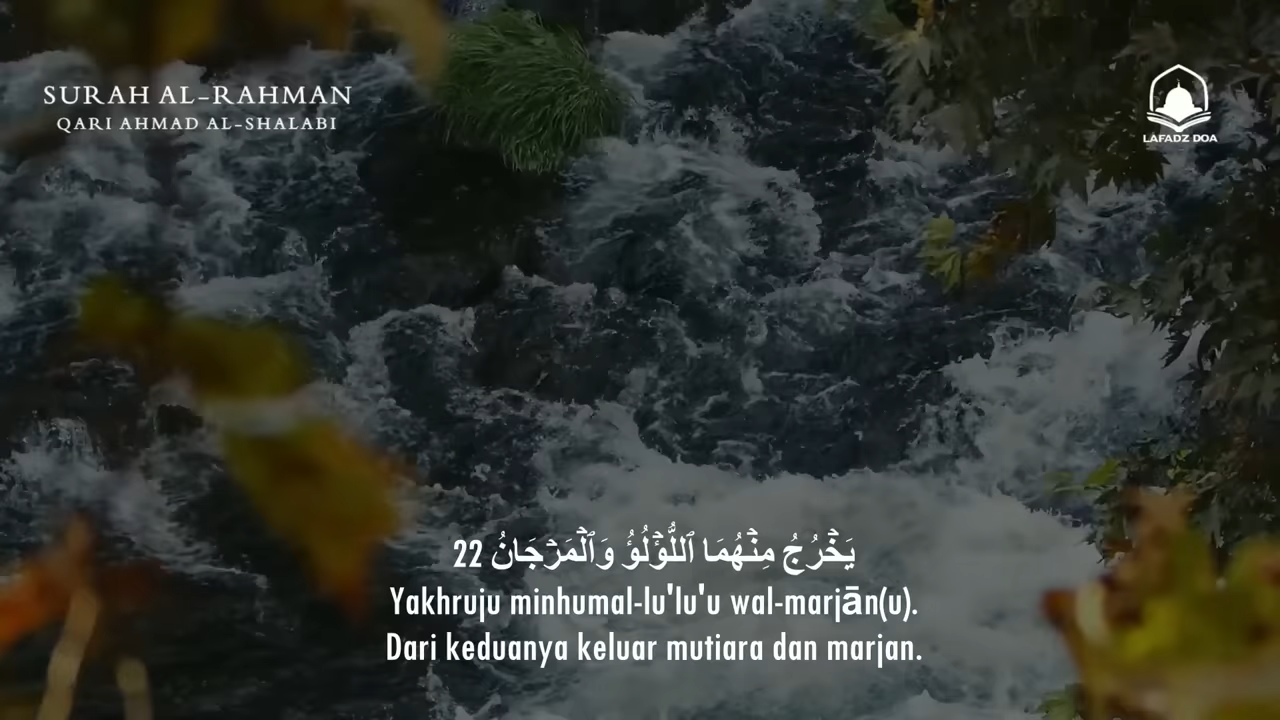 SURAH AL-RAHMAN
QARI AHMAD AL-SHALABI
LAFADZ DOA
يَخۡرُجُ مِنۡهُمَا ٱللُّؤۡلُؤُ وَٱلۡمَرۡجَانُ 22
Yakhruju minhumal-lu'lu'u wal-marjān(u).
Dari keduanya keluar mutiara dan marjan.